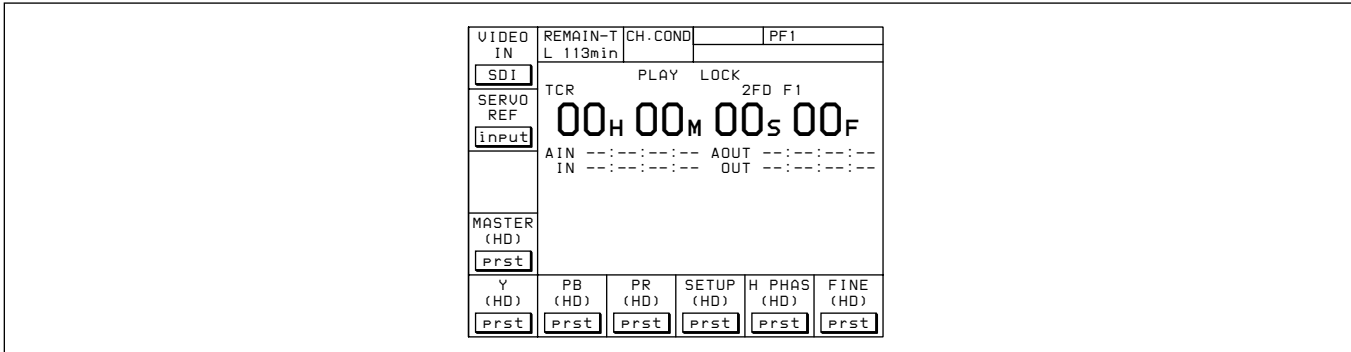 VIDEO IN
SDI
REMAIN-T
L 113min
CH.COND
PF1
SERVO REF
input
PLAY LOCK
TCR 2FD F1
00H 00M 00S 00F
AIN --:--:--:-- AOUT --:--:--:--
IN --:--:--:-- OUT --:--:--:--
MASTER
(HD)
prst
Y PB PR SETUP H PHAS FINE
(HD) (HD) (HD) (HD) (HD) (HD)
prst prst prst prst prst prst